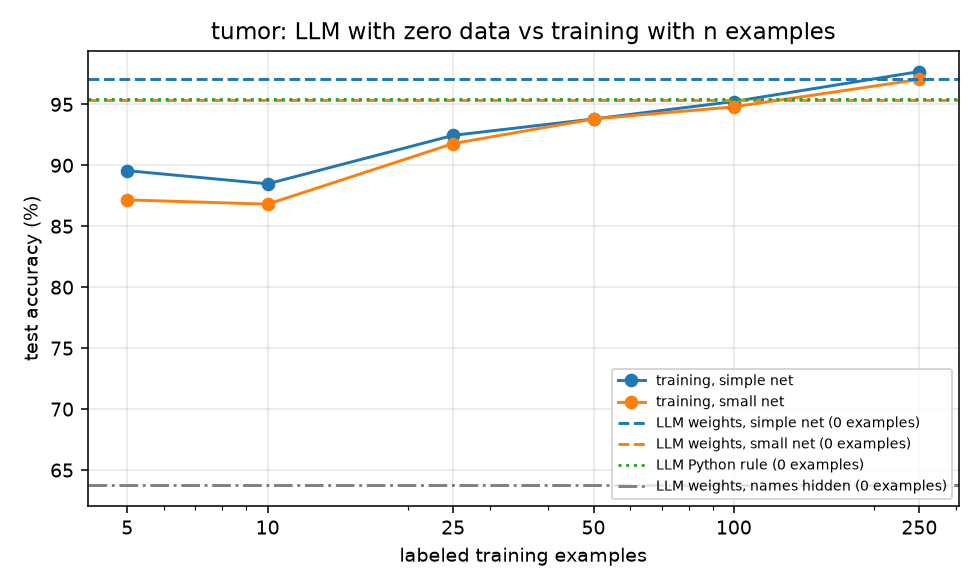 tumor: LLM with zero data vs training with n examples
test accuracy (%)
95
90
85
80
75
70
65
training, simple net
training, small net
LLM weights, simple net (0 examples)
LLM weights, small net (0 examples)
LLM Python rule (0 examples)
LLM weights, names hidden (0 examples)
5 10 25 50 100 250
labeled training examples